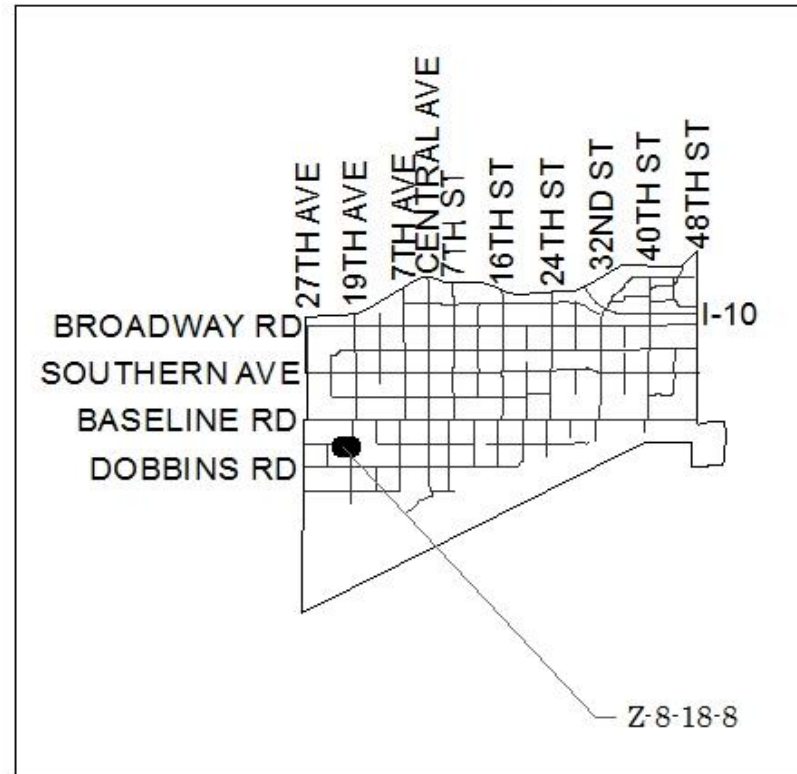 27TH AVE
19TH AVE
7TH AVE
CENTRAL AVE
7TH ST
16TH ST
24TH ST
32ND ST
40TH ST
48TH ST
BROADWAY RD
I-10
SOUTHERN AVE
BASELINE RD
DOBBINS RD
Z-8-18-8